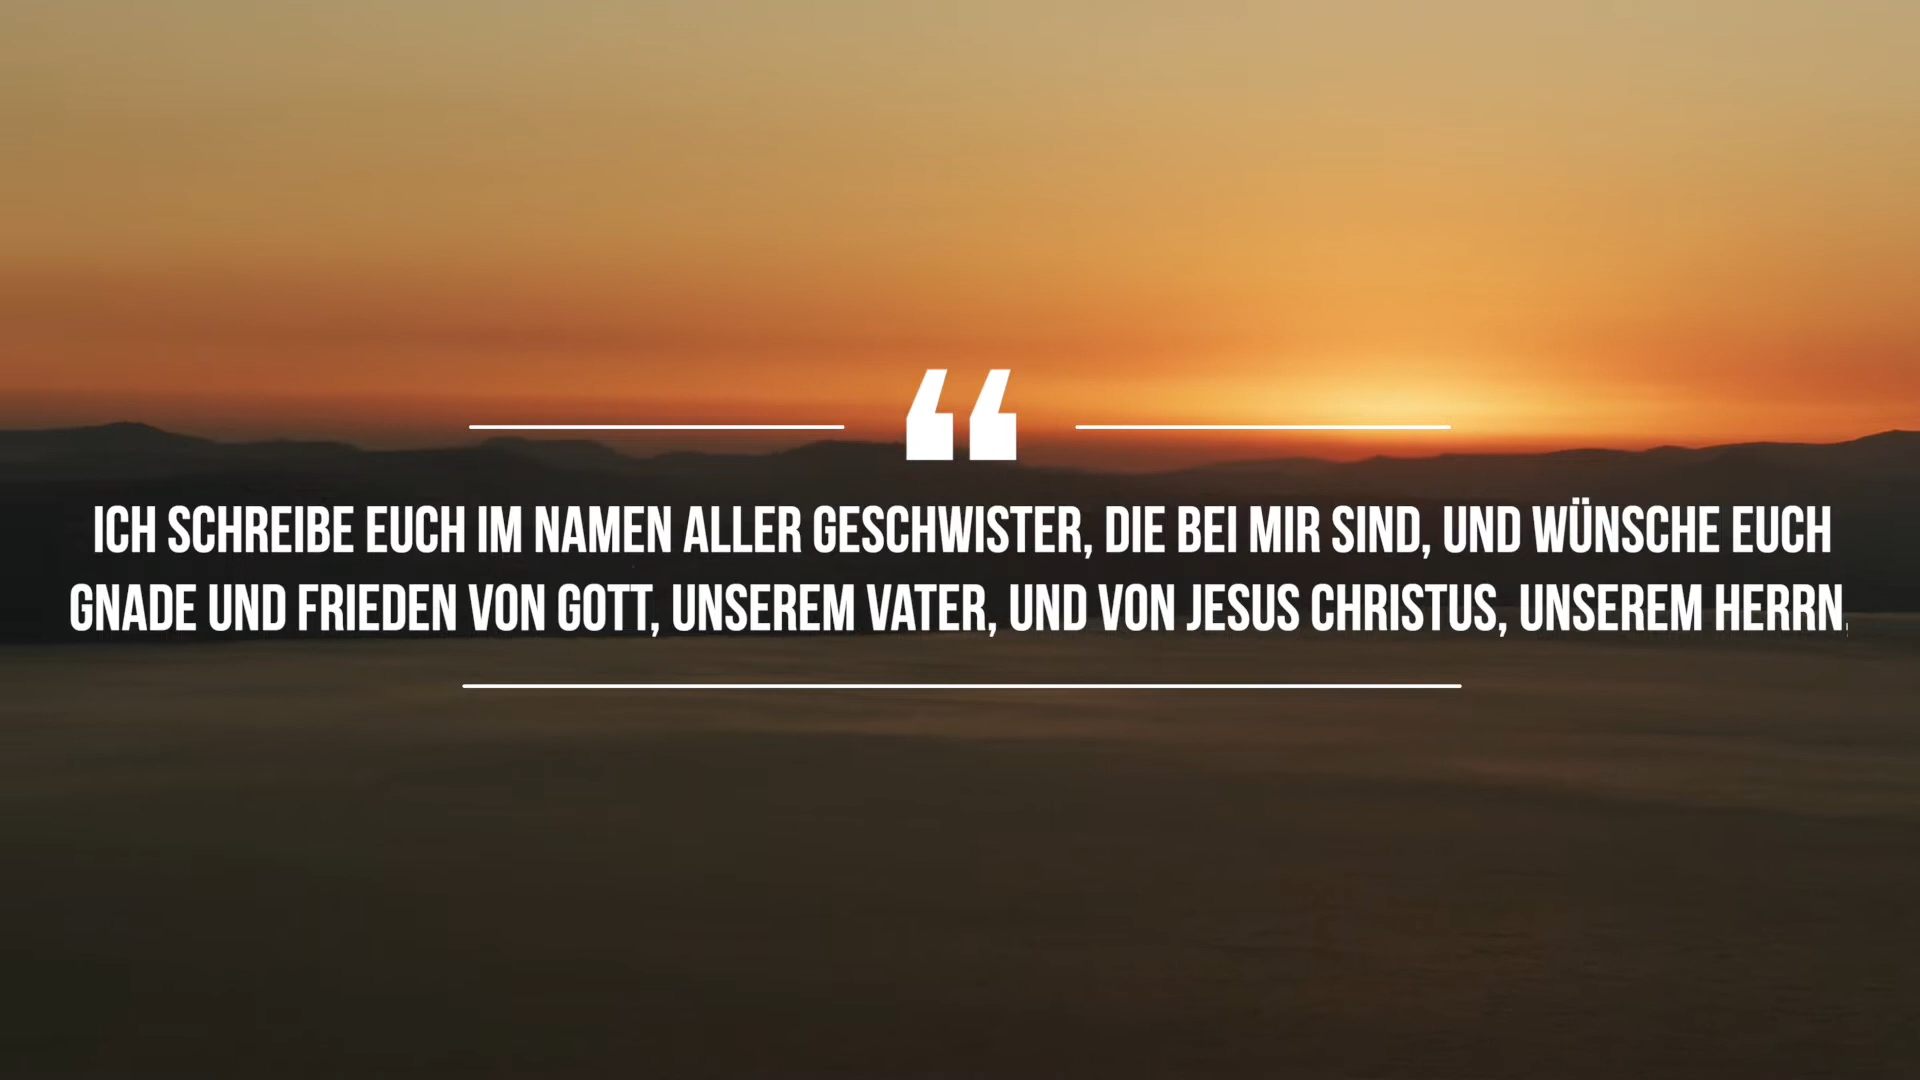 “
ICH SCHREIBE EUCH IM NAMEN ALLER GESCHWISTER, DIE BEI MIR SIND, UND WÜNSCHE EUCH
GNADE UND FRIEDEN VON GOTT, UNSEREM VATER, UND VON JESUS CHRISTUS, UNSEREM HERRN.